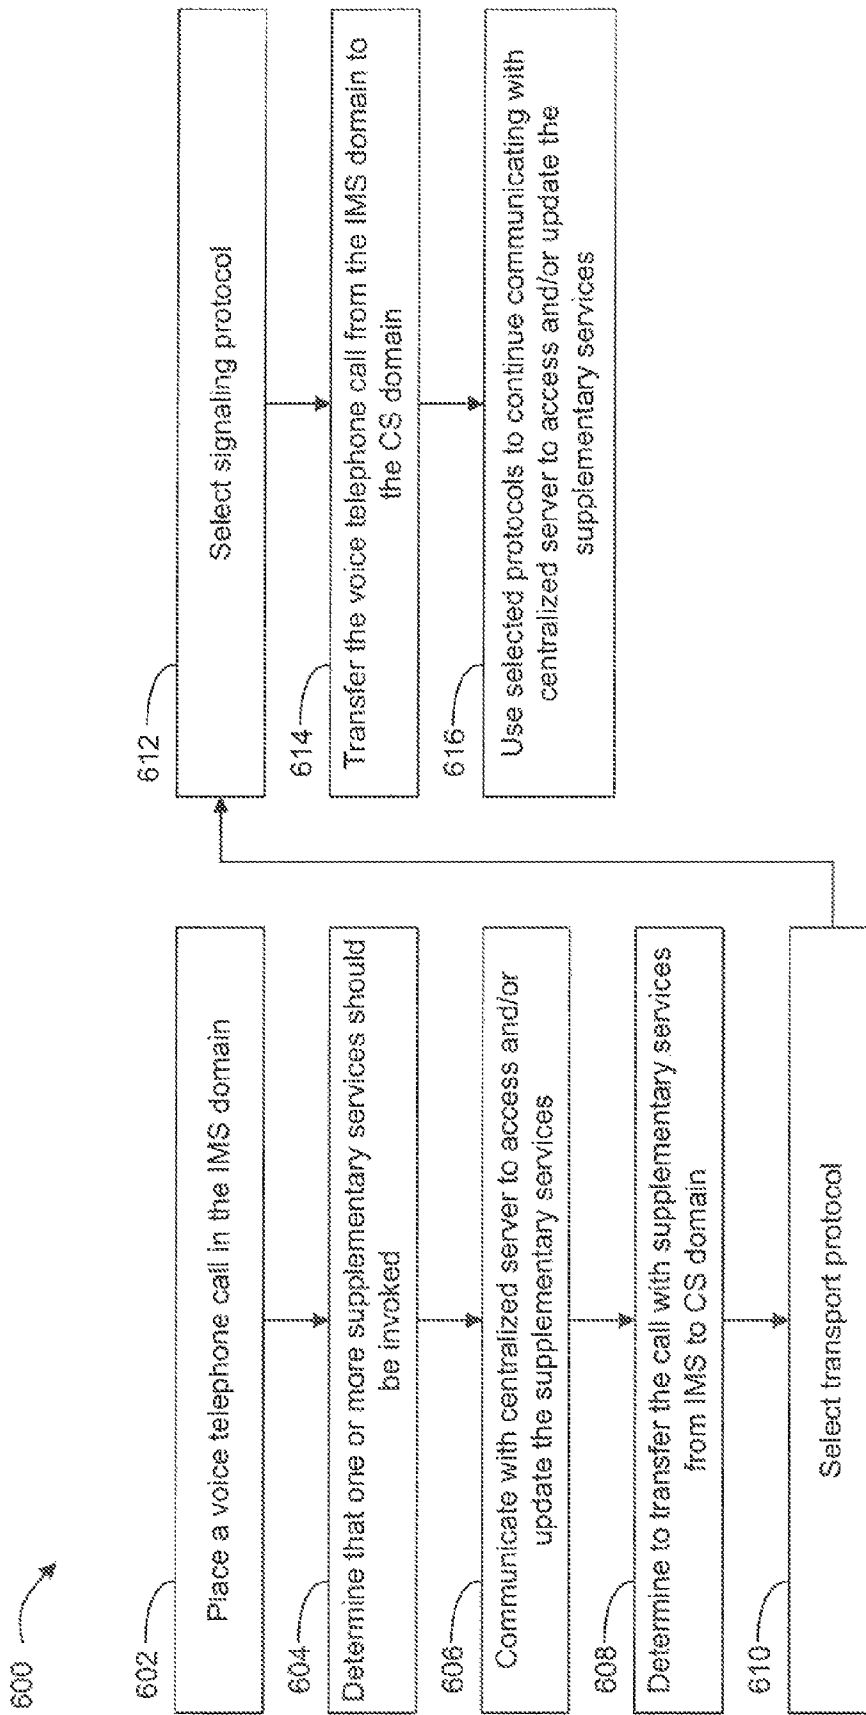 600
602
Place a voice telephone call in the IMS domain
604
Determine that one or more supplementary services should
be invoked
606
Communicate with centralized server to access and/or
update the supplementary services
608
Determine to transfer the call with supplementary services
from IMS to CS domain
610
Select transport protocol
612
Select signaling protocol
614
Transfer the voice telephone call from the IMS domain to
the CS domain
616
Use selected protocols to continue communicating with
centralized server to access and/or update the
supplementary services